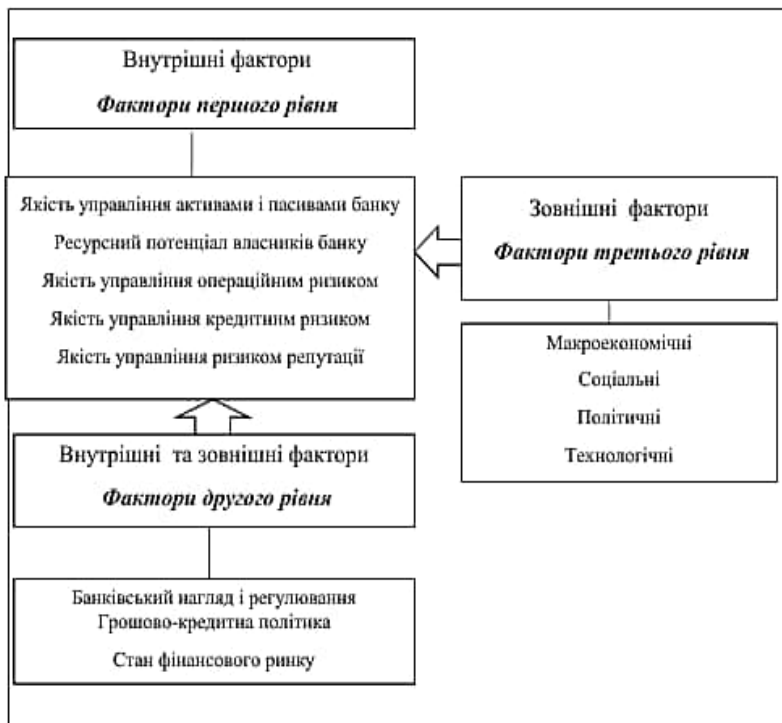 Внутрішні фактори
Фактори першого рівня
Якість управління активами і пасивами банку
Ресурсний потенціал власників банку
Якість управління операційним ризиком
Якість управління кредитним ризиком
Якість управління ризиком репутації
Зовнішні фактори
Фактори третього рівня
Макроекономічні
Соціальні
Політичні
Технологічні
Внутрішні та зовнішні фактори
Фактори другого рівня
Банківський нагляд і регулювання
Грошово-кредитна політика
Стан фінансового ринку